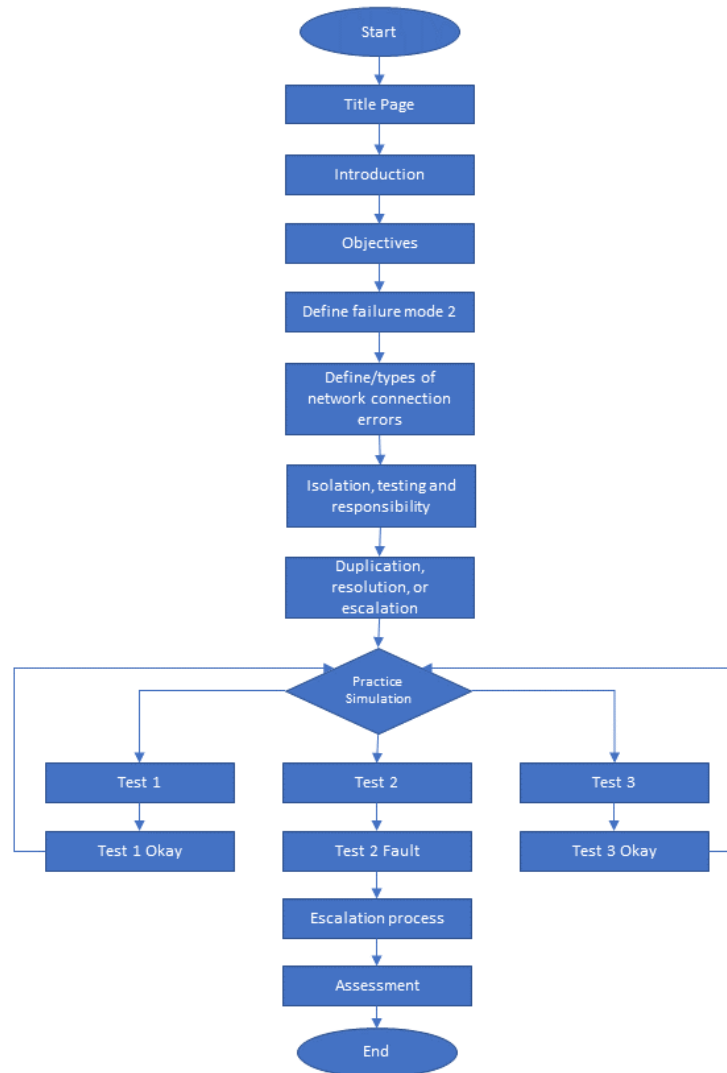 Start
Title Page
Introduction
Objectives
Define failure mode 2
Define/types of
network connection
errors
Isolation, testing and
responsibility
Duplication,
resolution, or
escalation
Practice
Simulation
Test 1
Test 2
Test 3
Test 1 Okay
Test 2 Fault
Test 3 Okay
Escalation process
Assessment
End